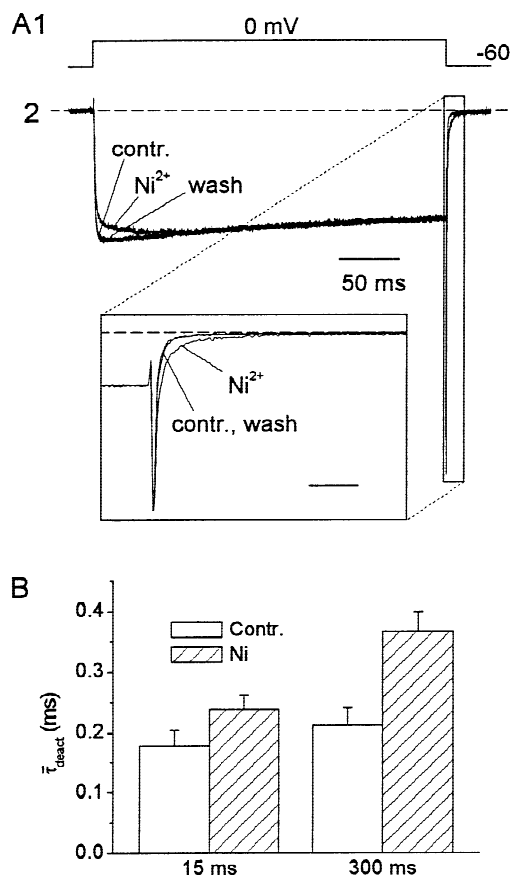 A1
0 mV
-60
2
contr.
Ni²⁺
wash
50 ms
Ni²⁺
contr., wash
B
0.4
Contr.
Ni
0.3
τ̄deact (ms)
0.2
0.1
0.0
15 ms
300 ms